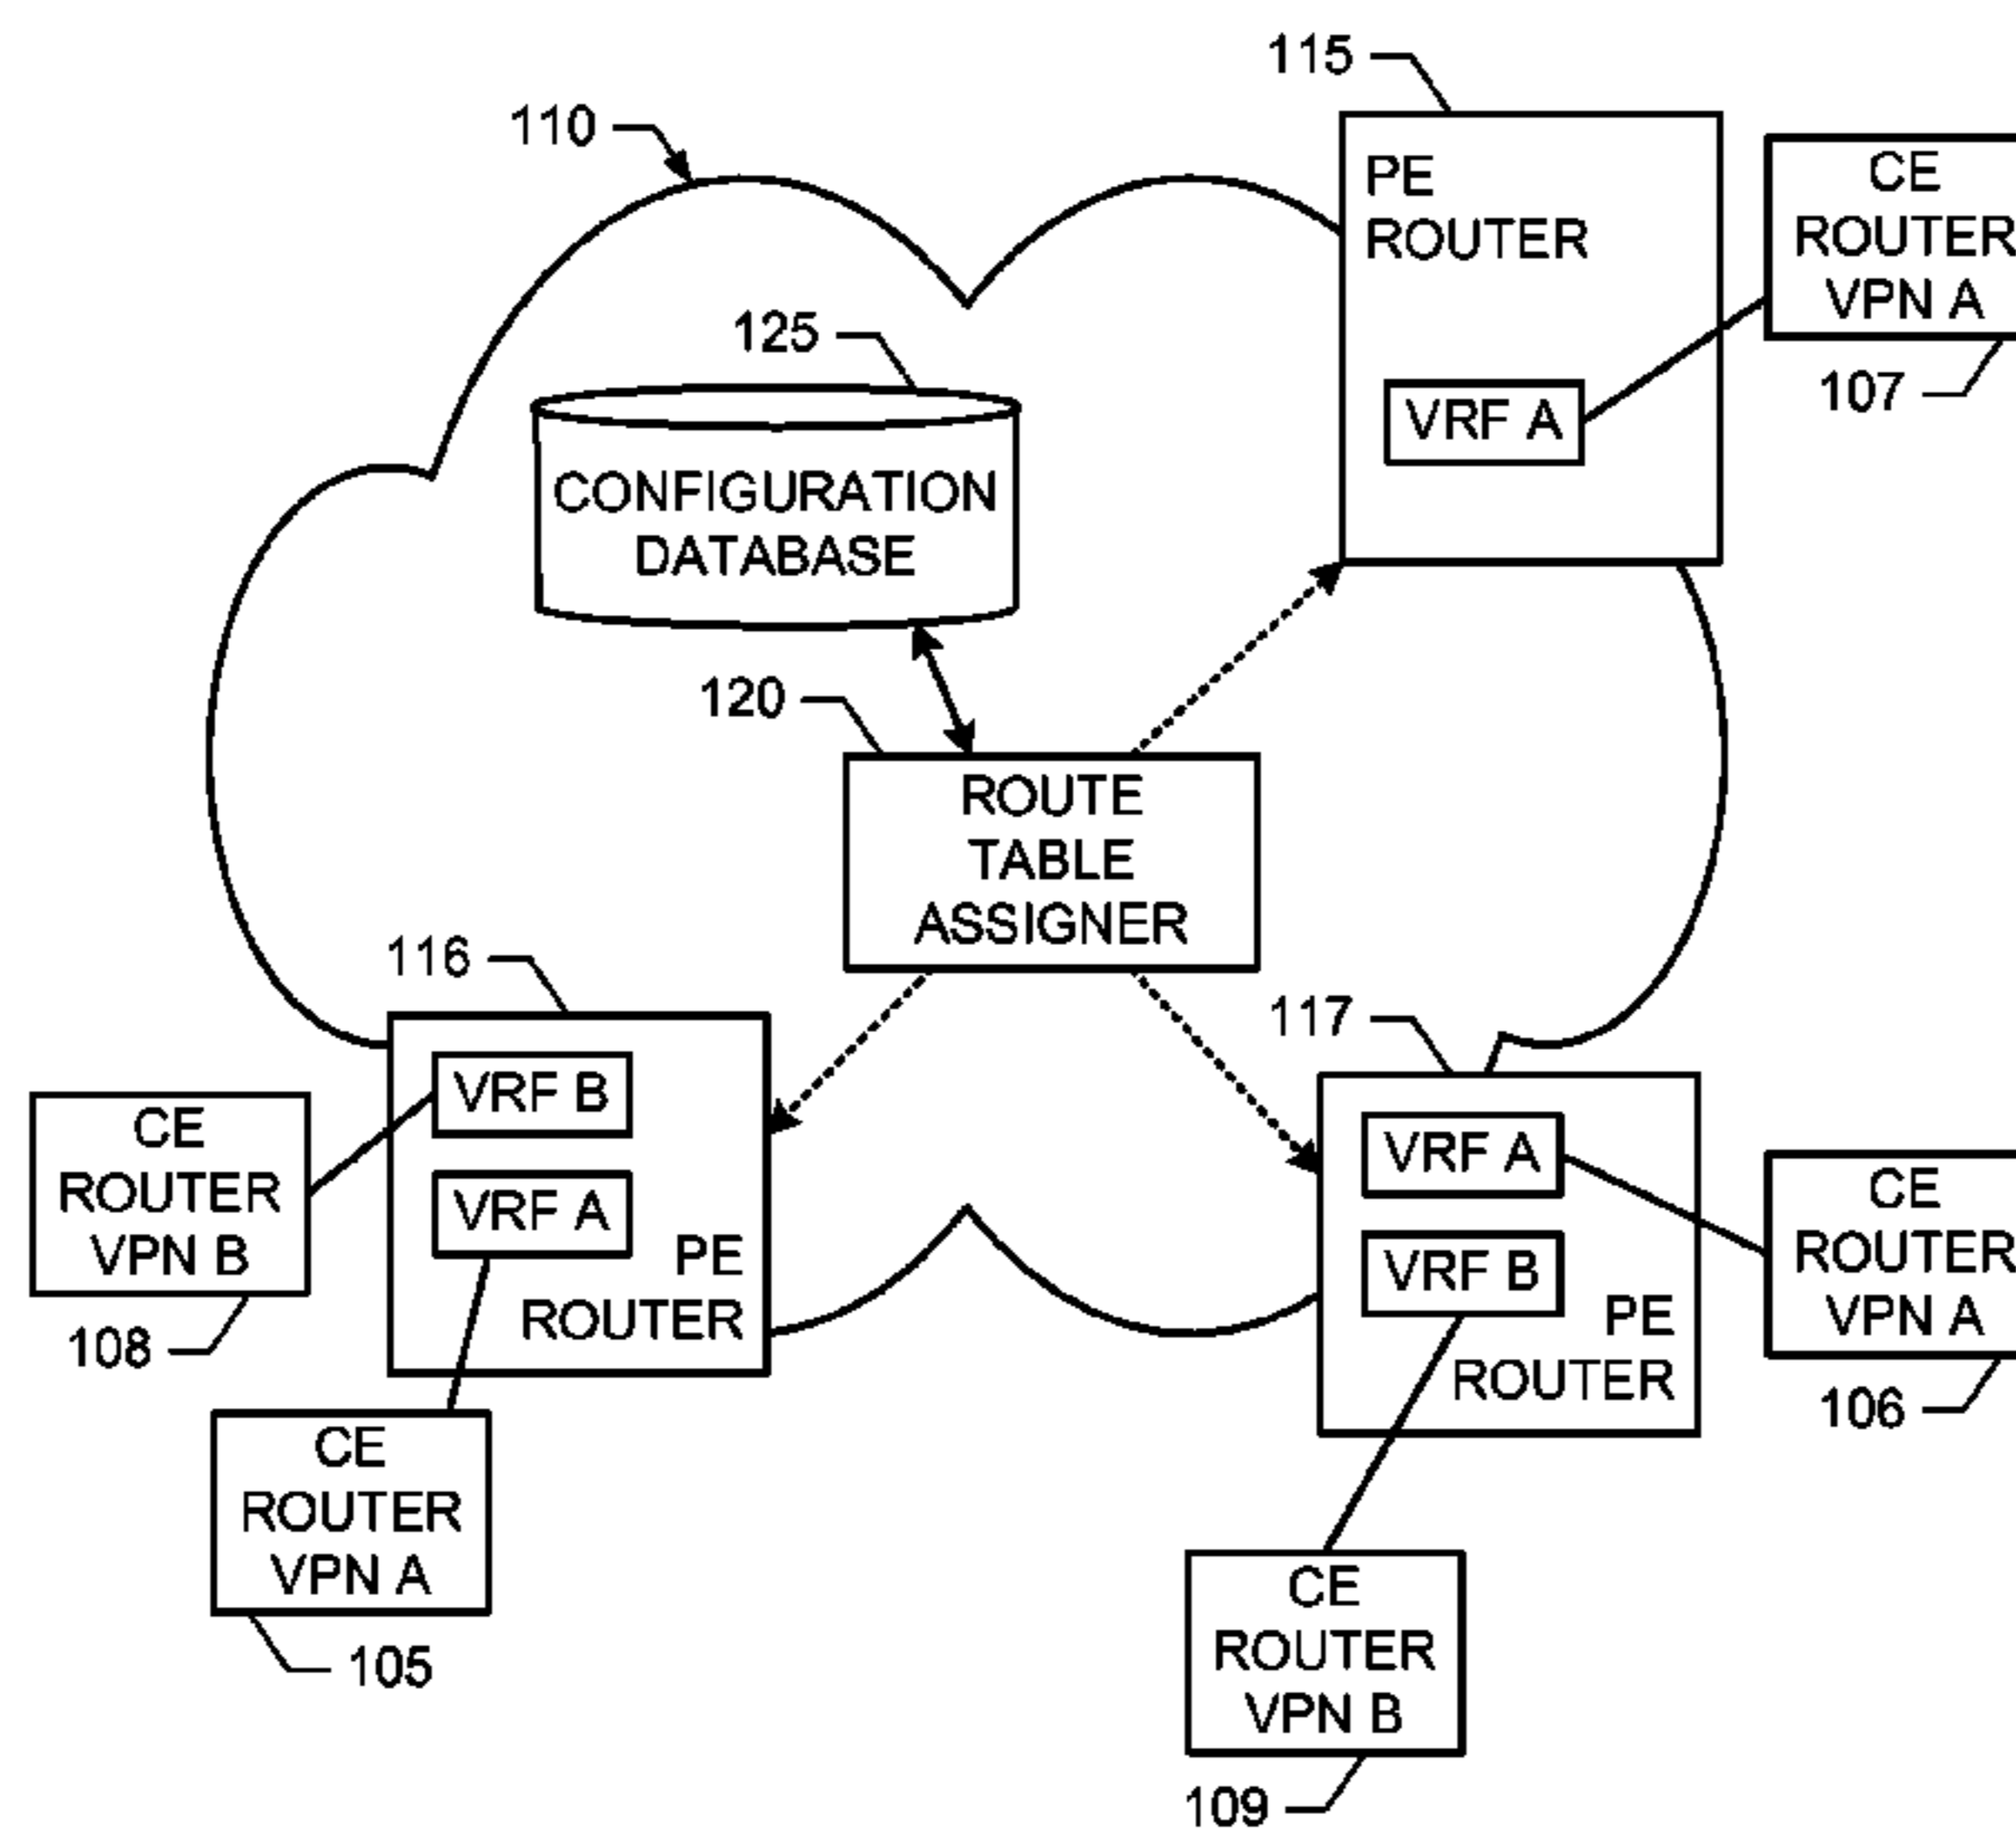 115
110
PE
ROUTER
CE
ROUTER
VPN A
125
107
VRF A
CONFIGURATION
DATABASE
120
ROUTE
TABLE
ASSIGNER
116
117
VRF B
VRF A
PE
ROUTER
CE
ROUTER
VPN B
108
VRF A
VRF B
PE
ROUTER
CE
ROUTER
VPN A
106
CE
ROUTER
VPN A
105
CE
ROUTER
VPN B
109